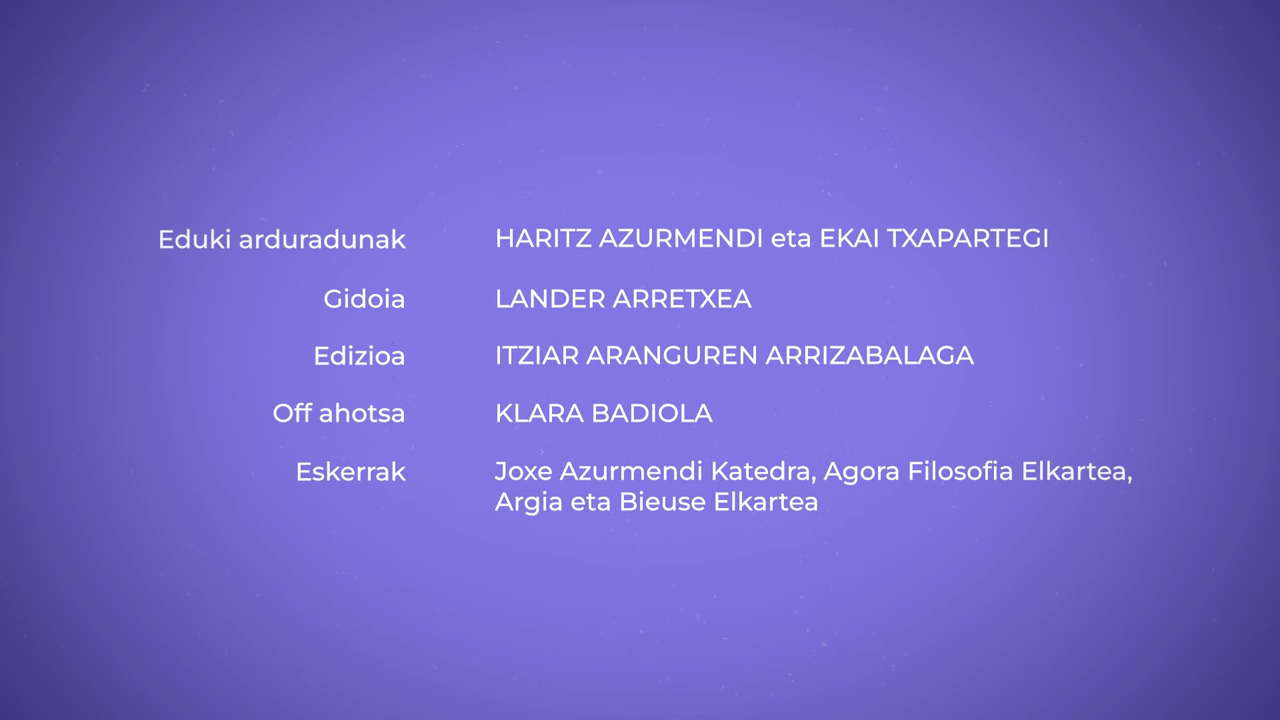 Eduki arduradunak HARITZ AZURMENDI eta EKAI TXAPARTEGI
Gidoia LANDER ARRETXEA
Edizioa ITZIAR ARANGUREN ARRIZABALAGA
Off ahotsa KLARA BADIOLA
Eskerrak Joxe Azurmendi Katedra, Agora Filosofia Elkartea,
Argia eta Bieuse Elkartea